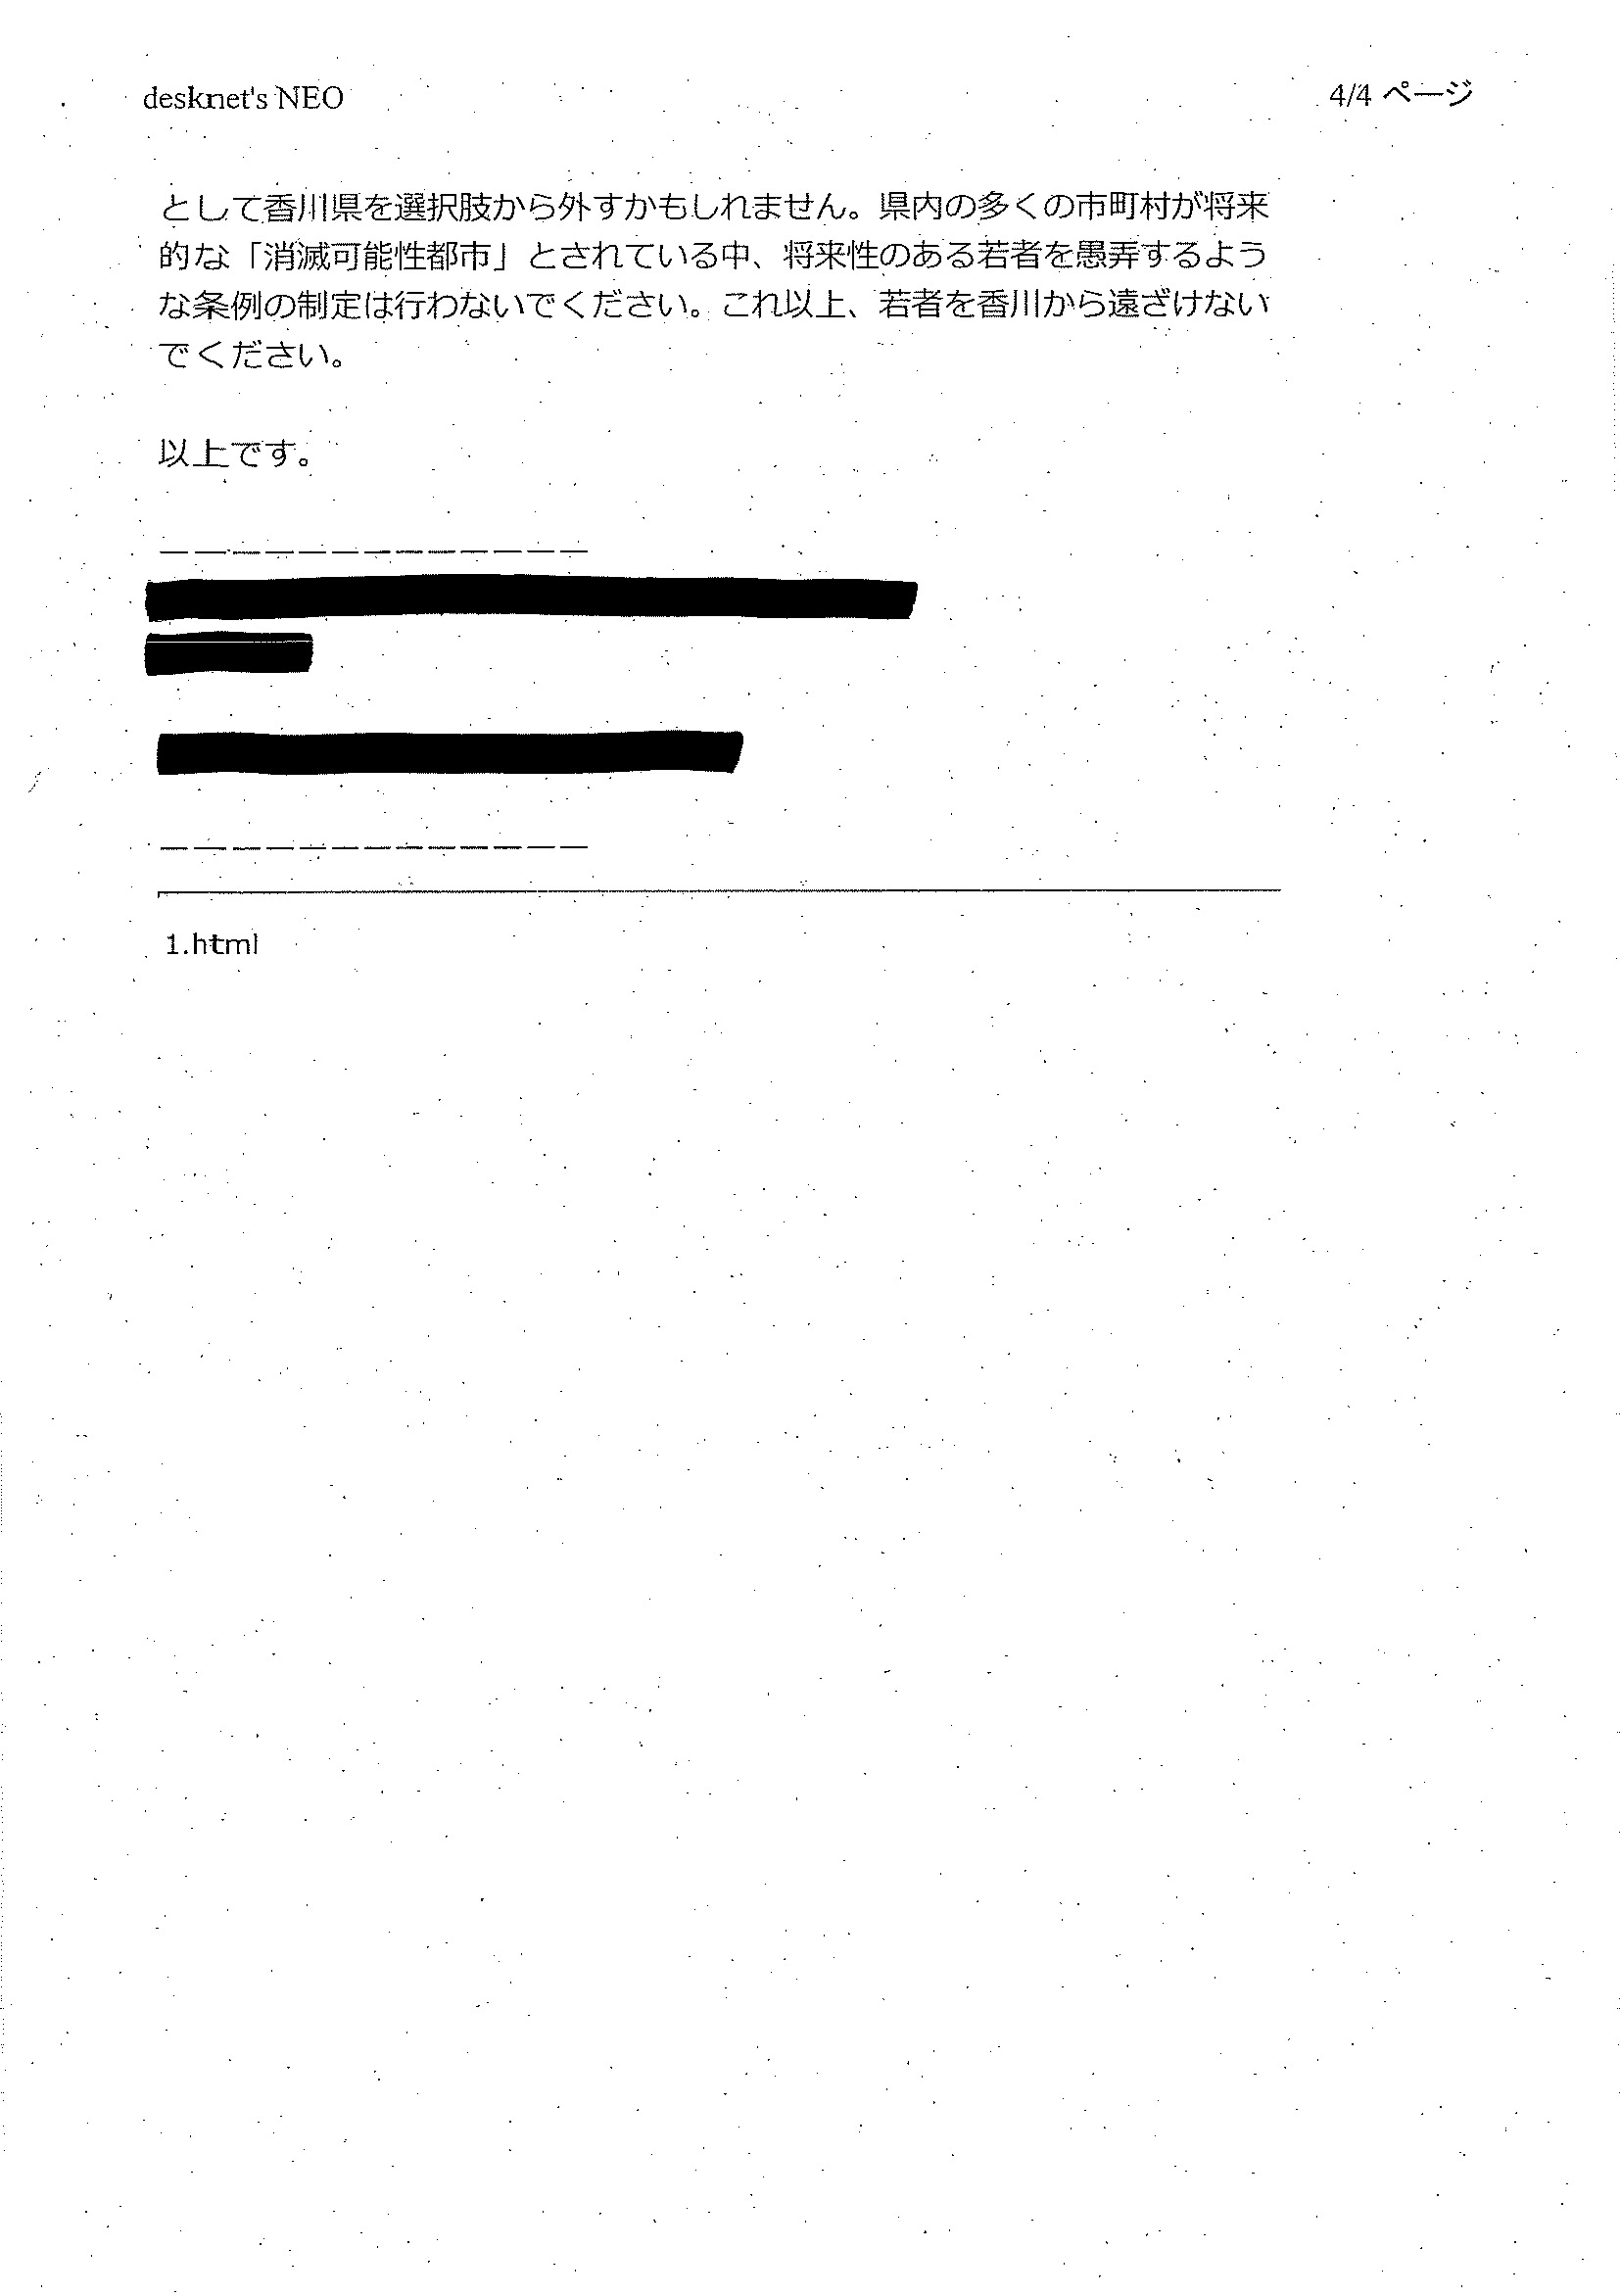 desknet's NEO
4/4 ページ
として香川県を選択肢から外すかもしれません。県内の多くの市町村が将来
的な「消滅可能性都市」とされている中、将来性のある若者を愚弄するよう
な条例の制定は行わないでください。これ以上、若者を香川から遠ざけない
でください。
以上です。
1.html